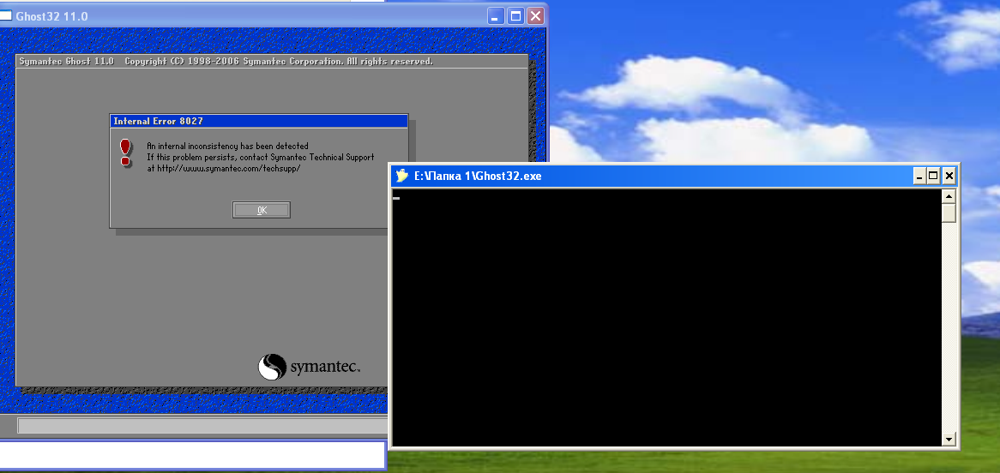 Ghost32 11.0
Symantec Ghost 11.0 Copyright (C) 1998-2006 Symantec Corporation. All rights reserved.
Internal Error 8027
An internal inconsistency has been detected
If this problem persists, contact Symantec Technical Support
at http://www.symantec.com/techsupp/
OK
symantec.
E:\Папка 1\Ghost32.exe